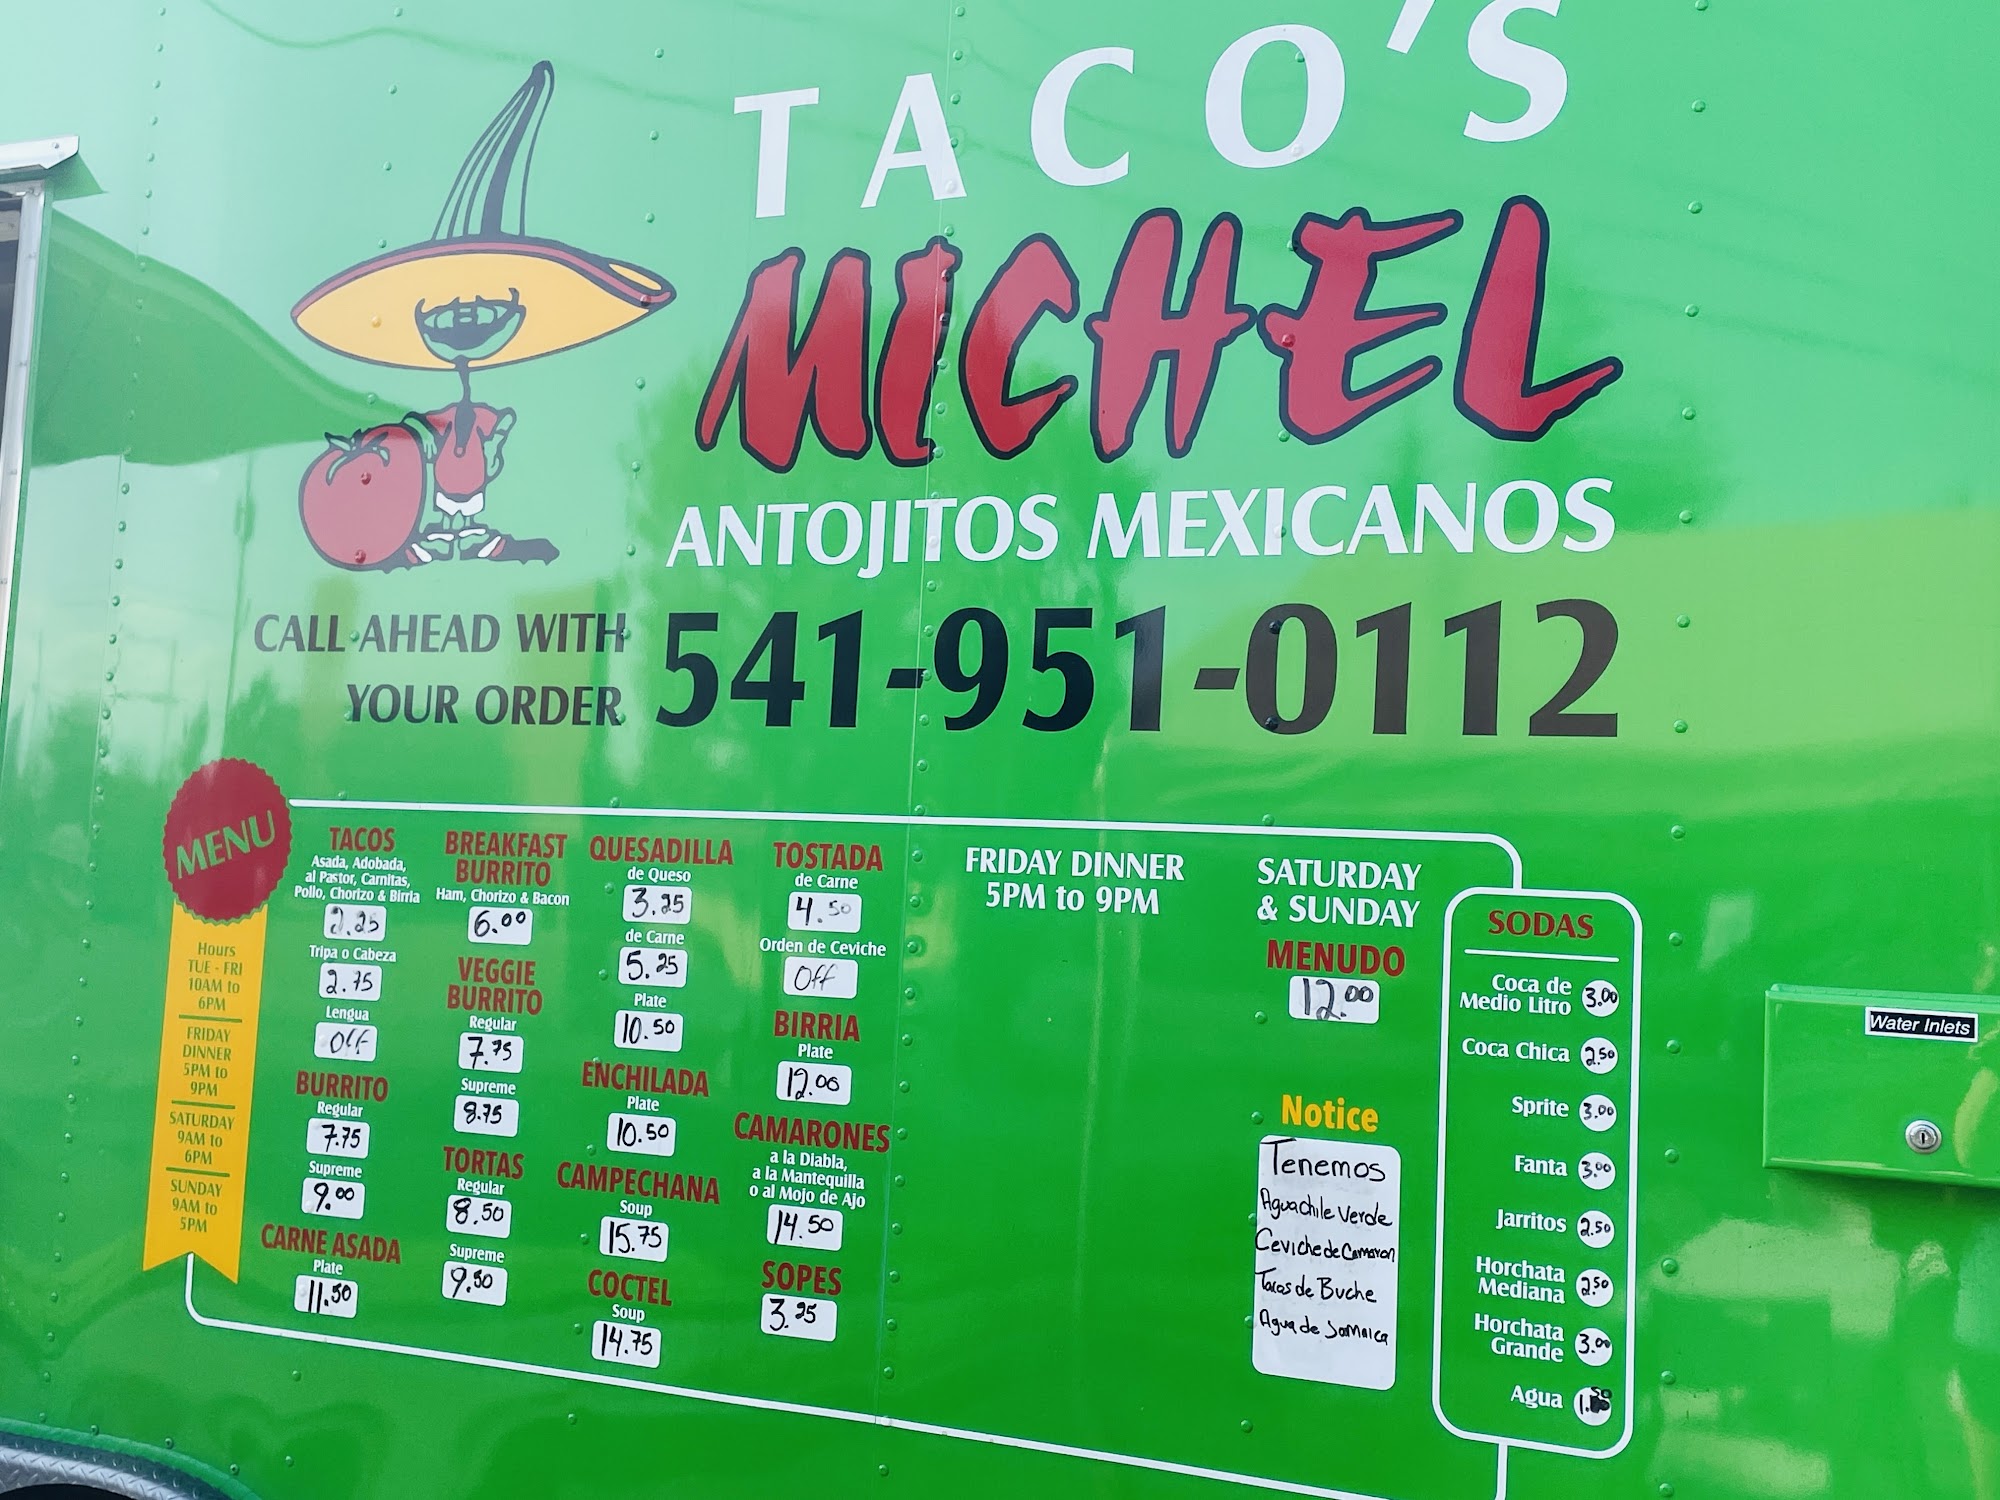 TACO'S
MICHEL
ANTOJITOS MEXICANOS
CALL AHEAD WITH
YOUR ORDER
541-951-0112
MENU
Hours
TUE - FRI
10AM to
6PM
FRIDAY
DINNER
5PM to
9PM
SATURDAY
9AM to
6PM
SUNDAY
9AM to
5PM
TACOS
Asada, Adobada,
al Pastor, Carnitas,
Pollo, Chorizo & Birria
2.25
Tripa o Cabeza
2.75
Lengua
Off
BURRITO
Regular
7.75
Supreme
9.00
CARNE ASADA
Plate
11.50
BREAKFAST
BURRITO
Ham, Chorizo & Bacon
6.00
VEGGIE
BURRITO
Regular
7.75
Supreme
8.75
TORTAS
Regular
8.50
Supreme
9.50
QUESADILLA
de Queso
3.25
de Carne
5.25
Plate
10.50
ENCHILADA
Plate
10.50
CAMPECHANA
Soup
15.75
COCTEL
Soup
14.75
TOSTADA
de Carne
4.50
Orden de Ceviche
Off
BIRRIA
Plate
12.00
CAMARONES
a la Diabla,
a la Mantequilla
o al Mojo de Ajo
14.50
SOPES
3.25
FRIDAY DINNER
5PM to 9PM
SATURDAY
& SUNDAY
MENUDO
12.00
Notice
Tenemos
Aguachile Verde
Ceviche de Camaron
Tacos de Buche
Agua de Jamaica
SODAS
Coca de
Medio Litro 3.00
Coca Chica 2.50
Sprite 3.00
Fanta 3.00
Jarritos 2.50
Horchata
Mediana 2.50
Horchata
Grande 3.00
Agua
Water Inlets